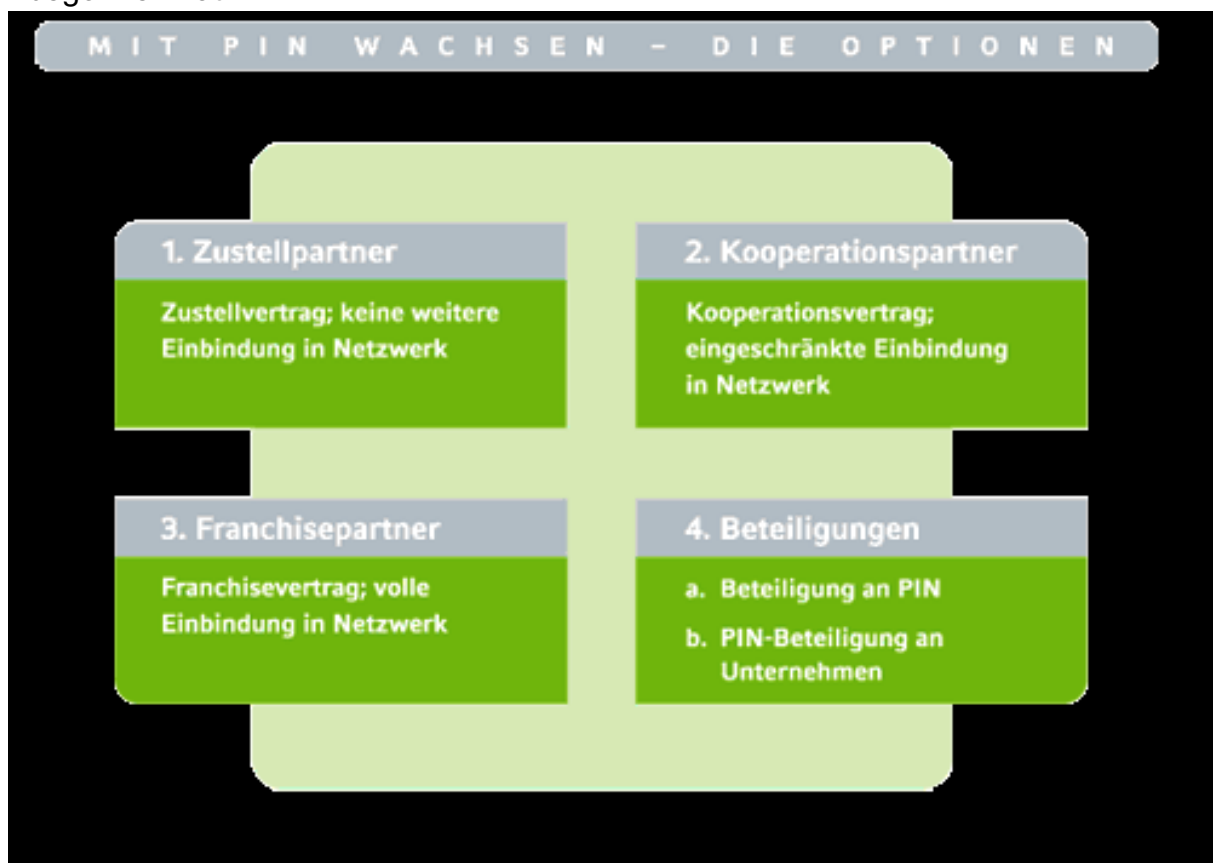 MIT PIN WACHSEN – DIE OPTIONEN
1. Zustellpartner
Zustellvertrag; keine weitere
Einbindung in Netzwerk
2. Kooperationspartner
Kooperationsvertrag;
eingeschränkte Einbindung
in Netzwerk
3. Franchisepartner
Franchisevertrag; volle
Einbindung in Netzwerk
4. Beteiligungen
a. Beteiligung an PIN
b. PIN-Beteiligung an
Unternehmen